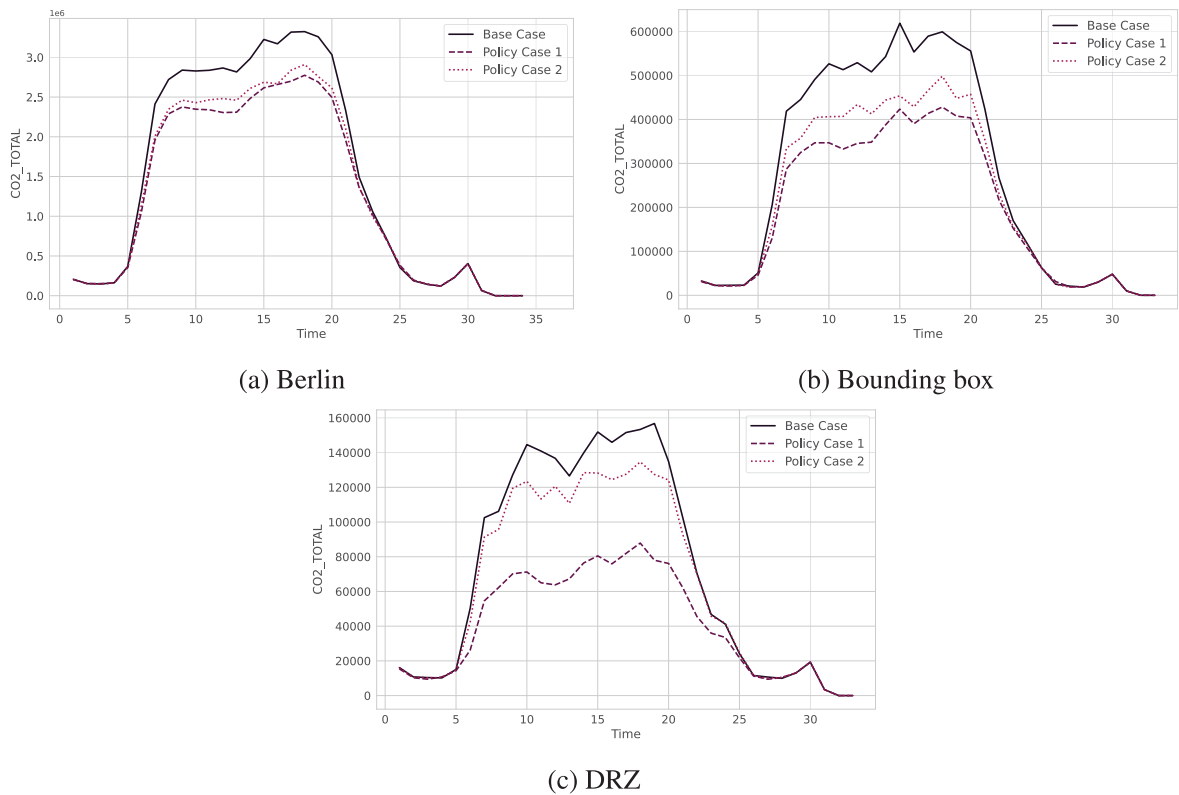 1e6
Base Case
Policy Case 1
Policy Case 2
3.0
2.5
2.0
1.5
1.0
0.5
0.0
CO2_TOTAL
0 5 10 15 20 25 30 35
Time
(a) Berlin
Base Case
Policy Case 1
Policy Case 2
600000
500000
400000
300000
200000
100000
0
CO2_TOTAL
0 5 10 15 20 25 30
Time
(b) Bounding box
Base Case
Policy Case 1
Policy Case 2
160000
140000
120000
100000
80000
60000
40000
20000
0
CO2_TOTAL
0 5 10 15 20 25 30
Time
(c) DRZ